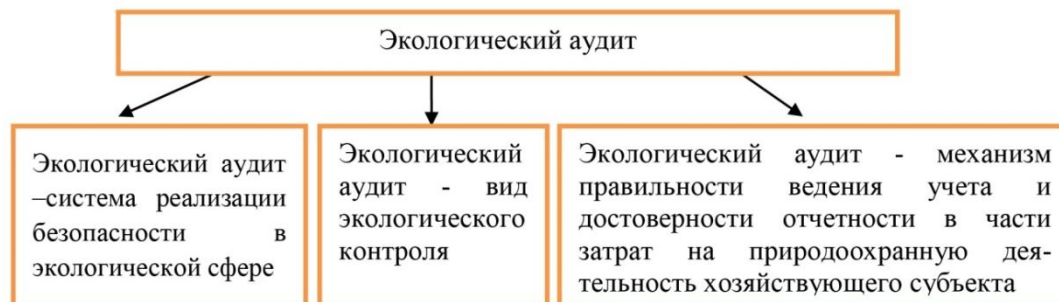 Экологический аудит
Экологический аудит
–система реализации
безопасности в
экологической сфере
Экологический
аудит - вид
экологического
контроля
Экологический аудит - механизм
правильности ведения учета и
достоверности отчетности в части
затрат на природоохранную дея-
тельность хозяйствующего субъекта